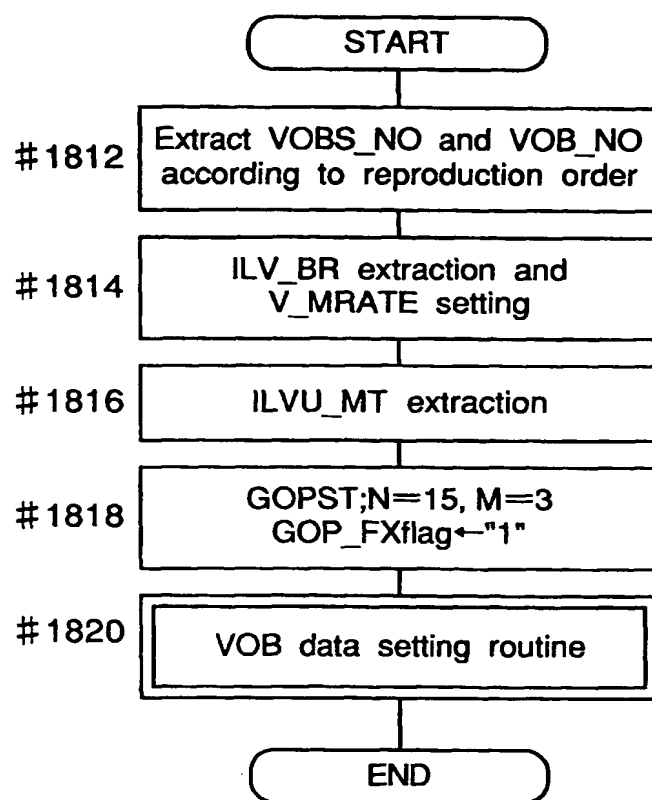 START
#1812
Extract VOBS_NO and VOB_NO
according to reproduction order
#1814
ILV_BR extraction and
V_MRATE setting
#1816
ILVU_MT extraction
#1818
GOPST;N=15, M=3
GOP_FXflag←"1"
#1820
VOB data setting routine
END